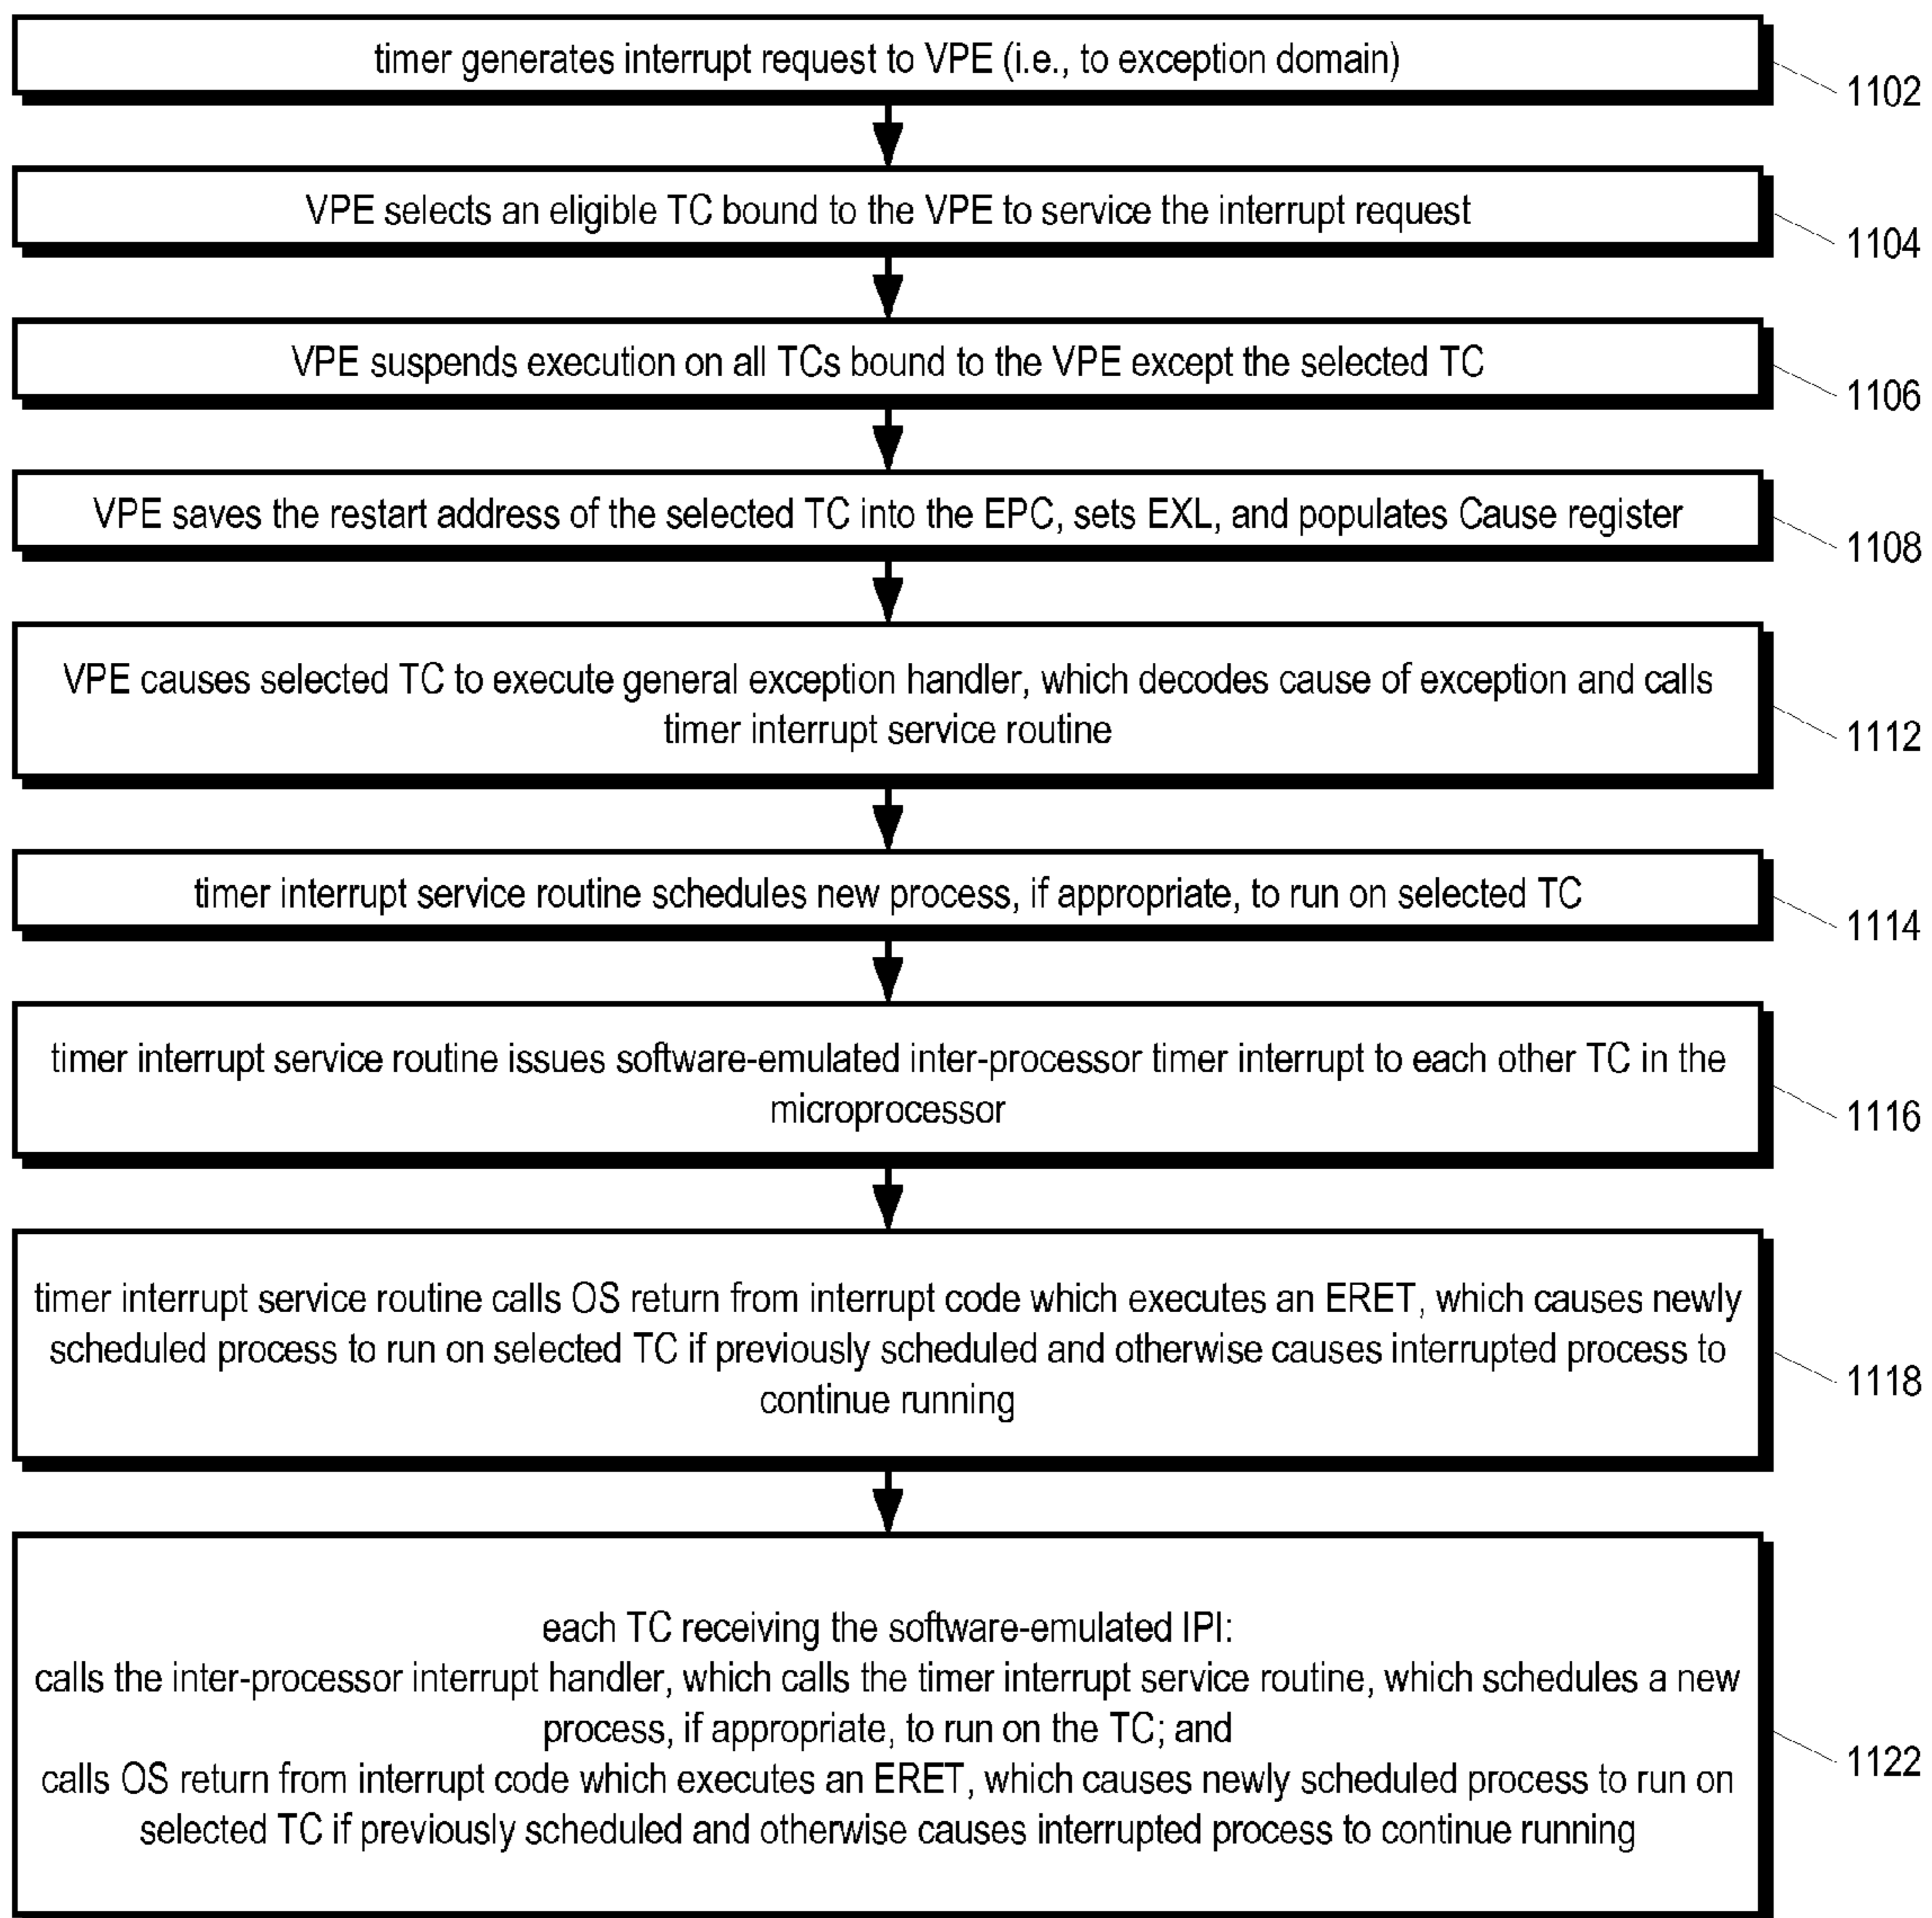 timer generates interrupt request to VPE (i.e., to exception domain)
1102
VPE selects an eligible TC bound to the VPE to service the interrupt request
1104
VPE suspends execution on all TCs bound to the VPE except the selected TC
1106
VPE saves the restart address of the selected TC into the EPC, sets EXL, and populates Cause register
1108
VPE causes selected TC to execute general exception handler, which decodes cause of exception and calls
timer interrupt service routine
1112
timer interrupt service routine schedules new process, if appropriate, to run on selected TC
1114
timer interrupt service routine issues software-emulated inter-processor timer interrupt to each other TC in the
microprocessor
1116
timer interrupt service routine calls OS return from interrupt code which executes an ERET, which causes newly
scheduled process to run on selected TC if previously scheduled and otherwise causes interrupted process to
continue running
1118
each TC receiving the software-emulated IPI:
calls the inter-processor interrupt handler, which calls the timer interrupt service routine, which schedules a new
process, if appropriate, to run on the TC; and
calls OS return from interrupt code which executes an ERET, which causes newly scheduled process to run on
selected TC if previously scheduled and otherwise causes interrupted process to continue running
1122